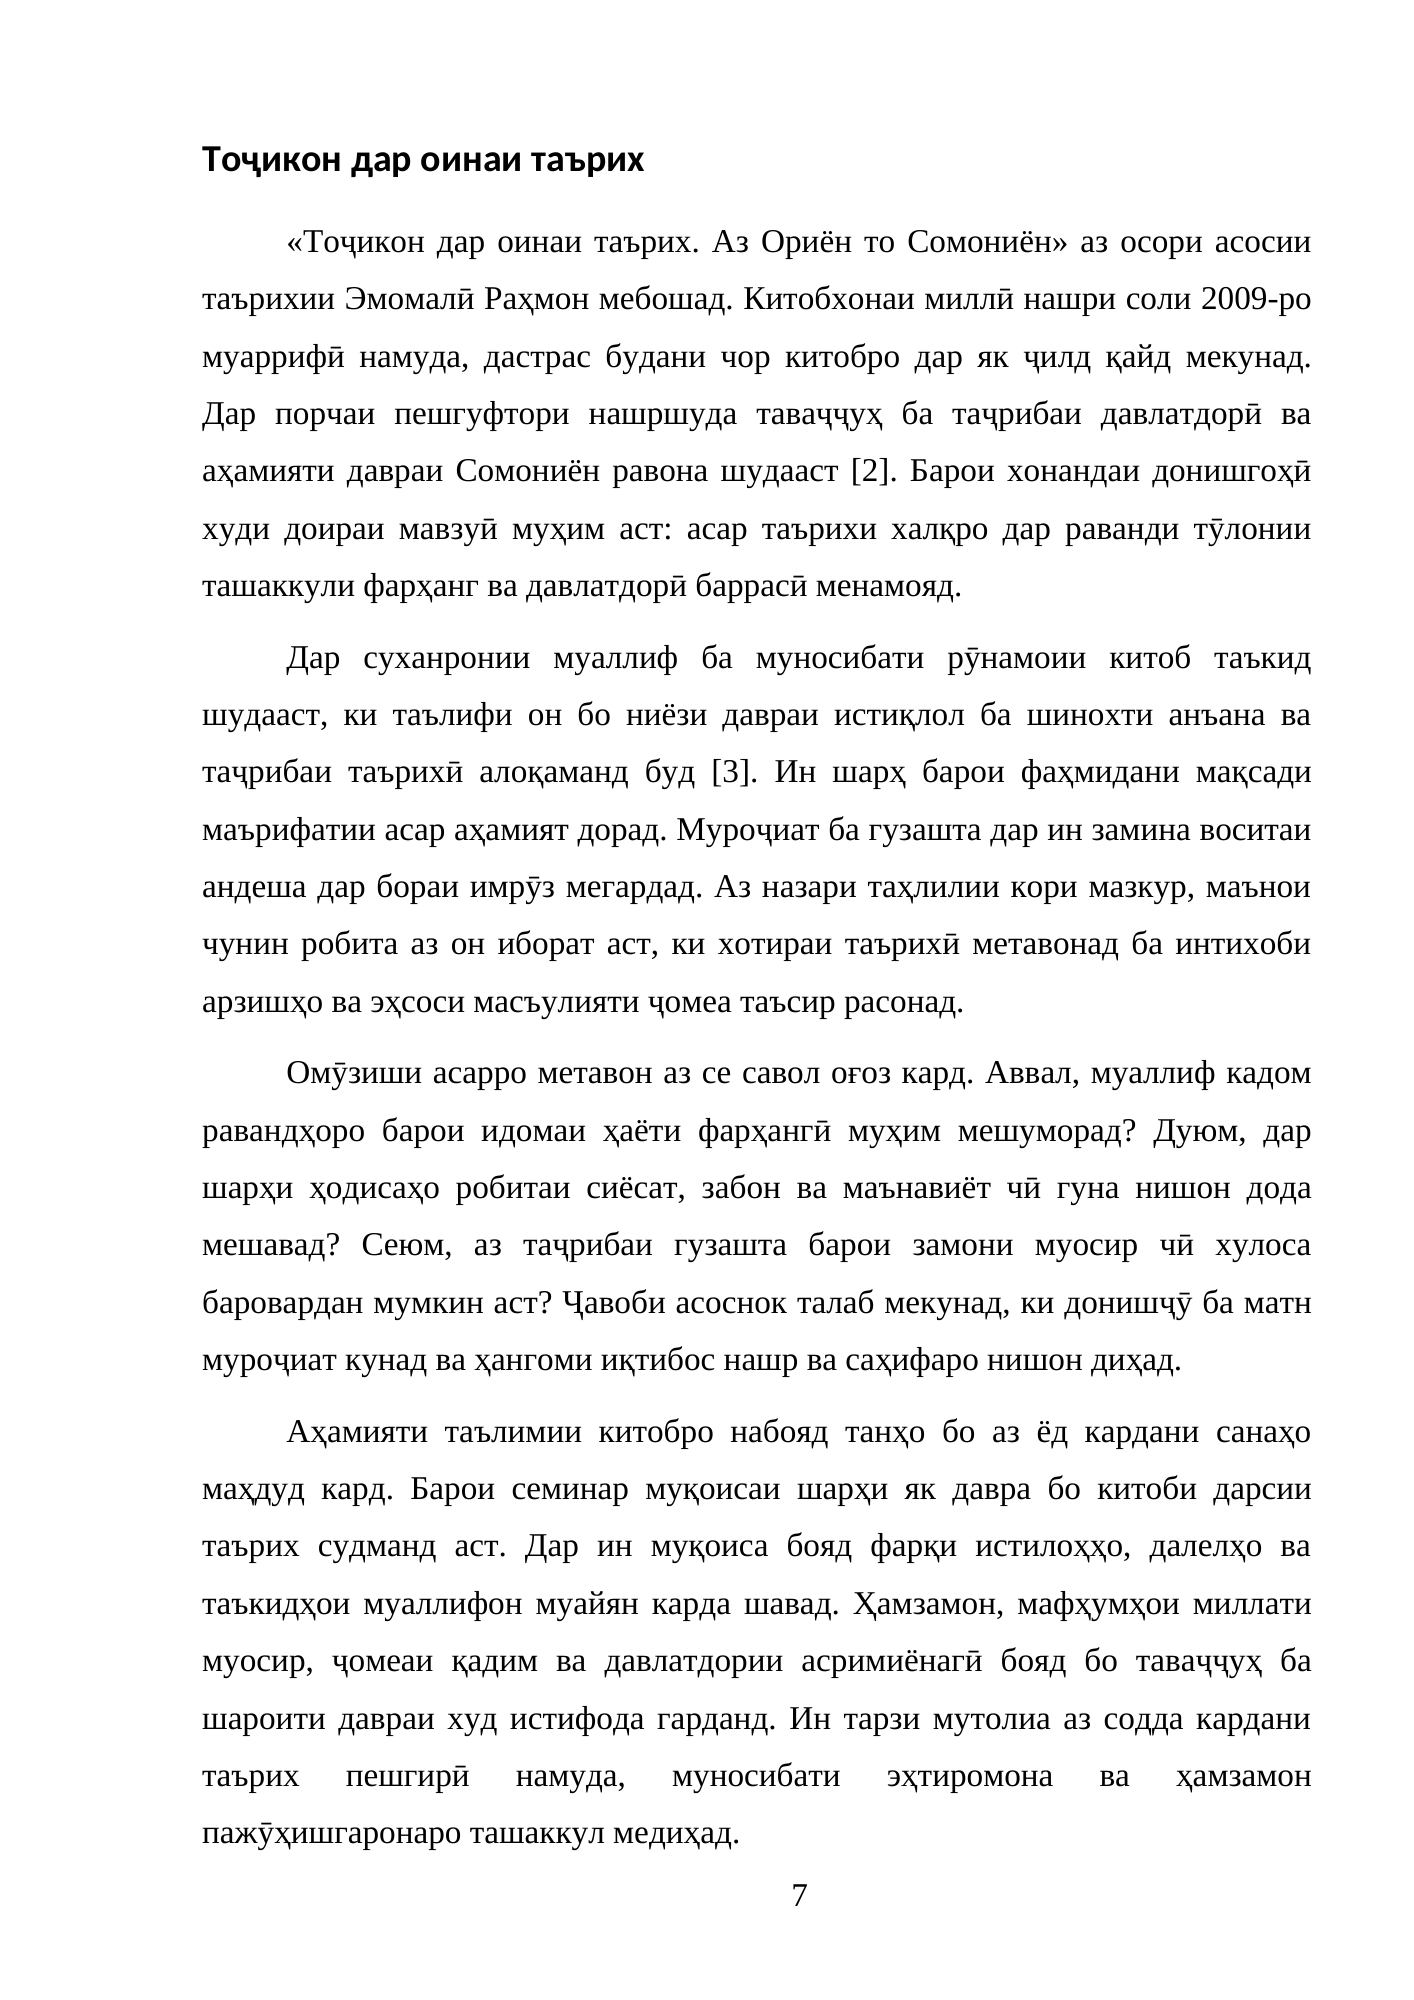 Тоҷикон дар оинаи таърих
«Тоҷикон дар оинаи таърих. Аз Ориён то Сомониён» аз осори асосии
таърихии Эмомалӣ Раҳмон мебошад. Китобхонаи миллӣ нашри соли 2009-ро
муаррифӣ намуда, дастрас будани чор китобро дар як ҷилд қайд мекунад.
Дар порчаи пешгуфтори нашршуда таваҷҷуҳ ба таҷрибаи давлатдорӣ ва
аҳамияти давраи Сомониён равона шудааст [2]. Барои хонандаи донишгоҳӣ
худи доираи мавзуӣ муҳим аст: асар таърихи халқро дар раванди тӯлонии
ташаккули фарҳанг ва давлатдорӣ баррасӣ менамояд.
Дар суханронии муаллиф ба муносибати рӯнамоии китоб таъкид
шудааст, ки таълифи он бо ниёзи давраи истиқлол ба шинохти анъана ва
таҷрибаи таърихӣ алоқаманд буд [3]. Ин шарҳ барои фаҳмидани мақсади
маърифатии асар аҳамият дорад. Муроҷиат ба гузашта дар ин замина воситаи
андеша дар бораи имрӯз мегардад. Аз назари таҳлилии кори мазкур, маънои
чунин робита аз он иборат аст, ки хотираи таърихӣ метавонад ба интихоби
арзишҳо ва эҳсоси масъулияти ҷомеа таъсир расонад.
Омӯзиши асарро метавон аз се савол оғоз кард. Аввал, муаллиф кадом
равандҳоро барои идомаи ҳаёти фарҳангӣ муҳим мешуморад? Дуюм, дар
шарҳи ҳодисаҳо робитаи сиёсат, забон ва маънавиёт чӣ гуна нишон дода
мешавад? Сеюм, аз таҷрибаи гузашта барои замони муосир чӣ хулоса
баровардан мумкин аст? Ҷавоби асоснок талаб мекунад, ки донишҷӯ ба матн
муроҷиат кунад ва ҳангоми иқтибос нашр ва саҳифаро нишон диҳад.
Аҳамияти таълимии китобро набояд танҳо бо аз ёд кардани санаҳо
маҳдуд кард. Барои семинар муқоисаи шарҳи як давра бо китоби дарсии
таърих судманд аст. Дар ин муқоиса бояд фарқи истилоҳҳо, далелҳо ва
таъкидҳои муаллифон муайян карда шавад. Ҳамзамон, мафҳумҳои миллати
муосир, ҷомеаи қадим ва давлатдории асримиёнагӣ бояд бо таваҷҷуҳ ба
шароити давраи худ истифода гарданд. Ин тарзи мутолиа аз содда кардани
таърих пешгирӣ намуда, муносибати эҳтиромона ва ҳамзамон
пажӯҳишгаронаро ташаккул медиҳад.
7